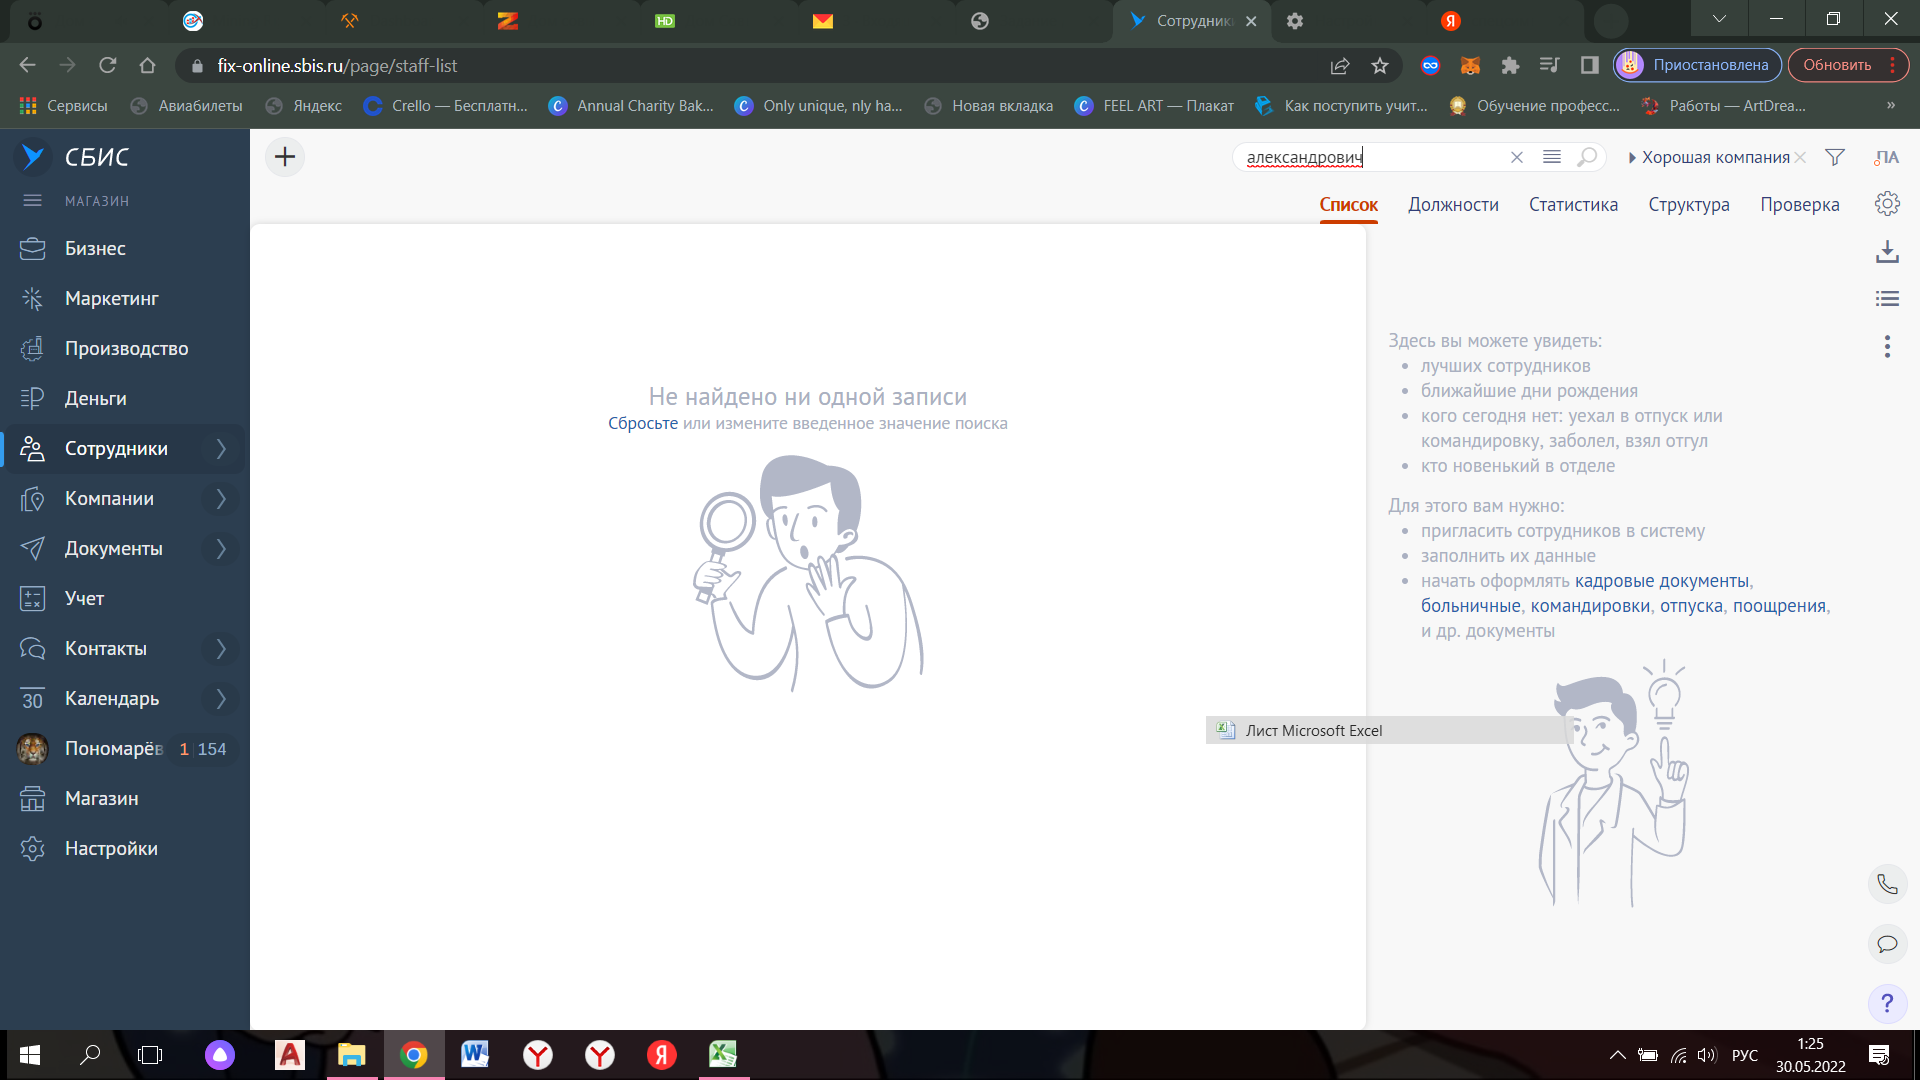 Сотрудники
fix-online.sbis.ru/page/staff-list
Приостановлена
Обновить
Сервисы
Авиабилеты
Яндекс
Crello — Бесплатн...
Annual Charity Bak...
Only unique, nly ha...
Новая вкладка
FEEL ART — Плакат
Как поступить учит...
Обучение професс...
Работы — ArtDrea...
»
СБИС
александрович
Хорошая компания
ПА
МАГАЗИН
Список
Должности
Статистика
Структура
Проверка
Бизнес
Маркетинг
Производство
Деньги
Сотрудники
Компании
Документы
Учет
Контакты
30 Календарь
Пономарёв 1 154
Магазин
Настройки
Не найдено ни одной записи
Сбросьте или измените введенное значение поиска
Здесь вы можете увидеть:
• лучших сотрудников
• ближайшие дни рождения
• кого сегодня нет: уехал в отпуск или
командировку, заболел, взял отгул
• кто новенький в отделе
Для этого вам нужно:
• пригласить сотрудников в систему
• заполнить их данные
• начать оформлять кадровые документы,
больничные, командировки, отпуска, поощрения,
и др. документы
Лист Microsoft Excel
?
РУС
1:25
30.05.2022